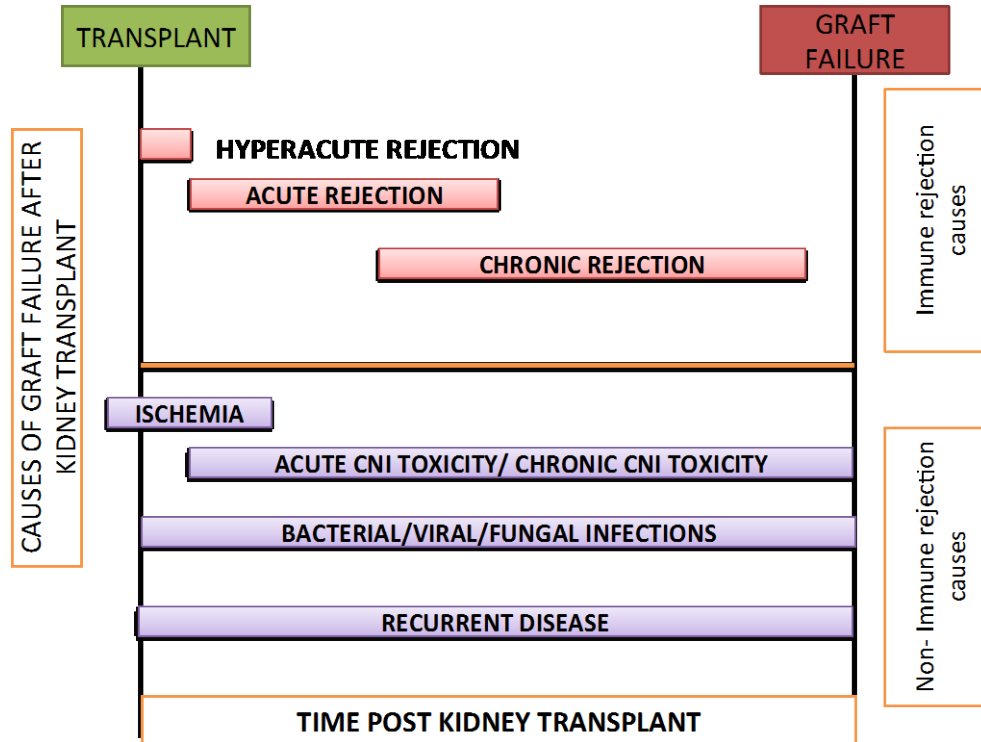 TRANSPLANT
GRAFT
FAILURE
CAUSES OF GRAFT FAILURE AFTER
KIDNEY TRANSPLANT
HYPERACUTE REJECTION
ACUTE REJECTION
CHRONIC REJECTION
Immune rejection
causes
ISCHEMIA
ACUTE CNI TOXICITY/ CHRONIC CNI TOXICITY
BACTERIAL/VIRAL/FUNGAL INFECTIONS
RECURRENT DISEASE
Non- Immune rejection
causes
TIME POST KIDNEY TRANSPLANT